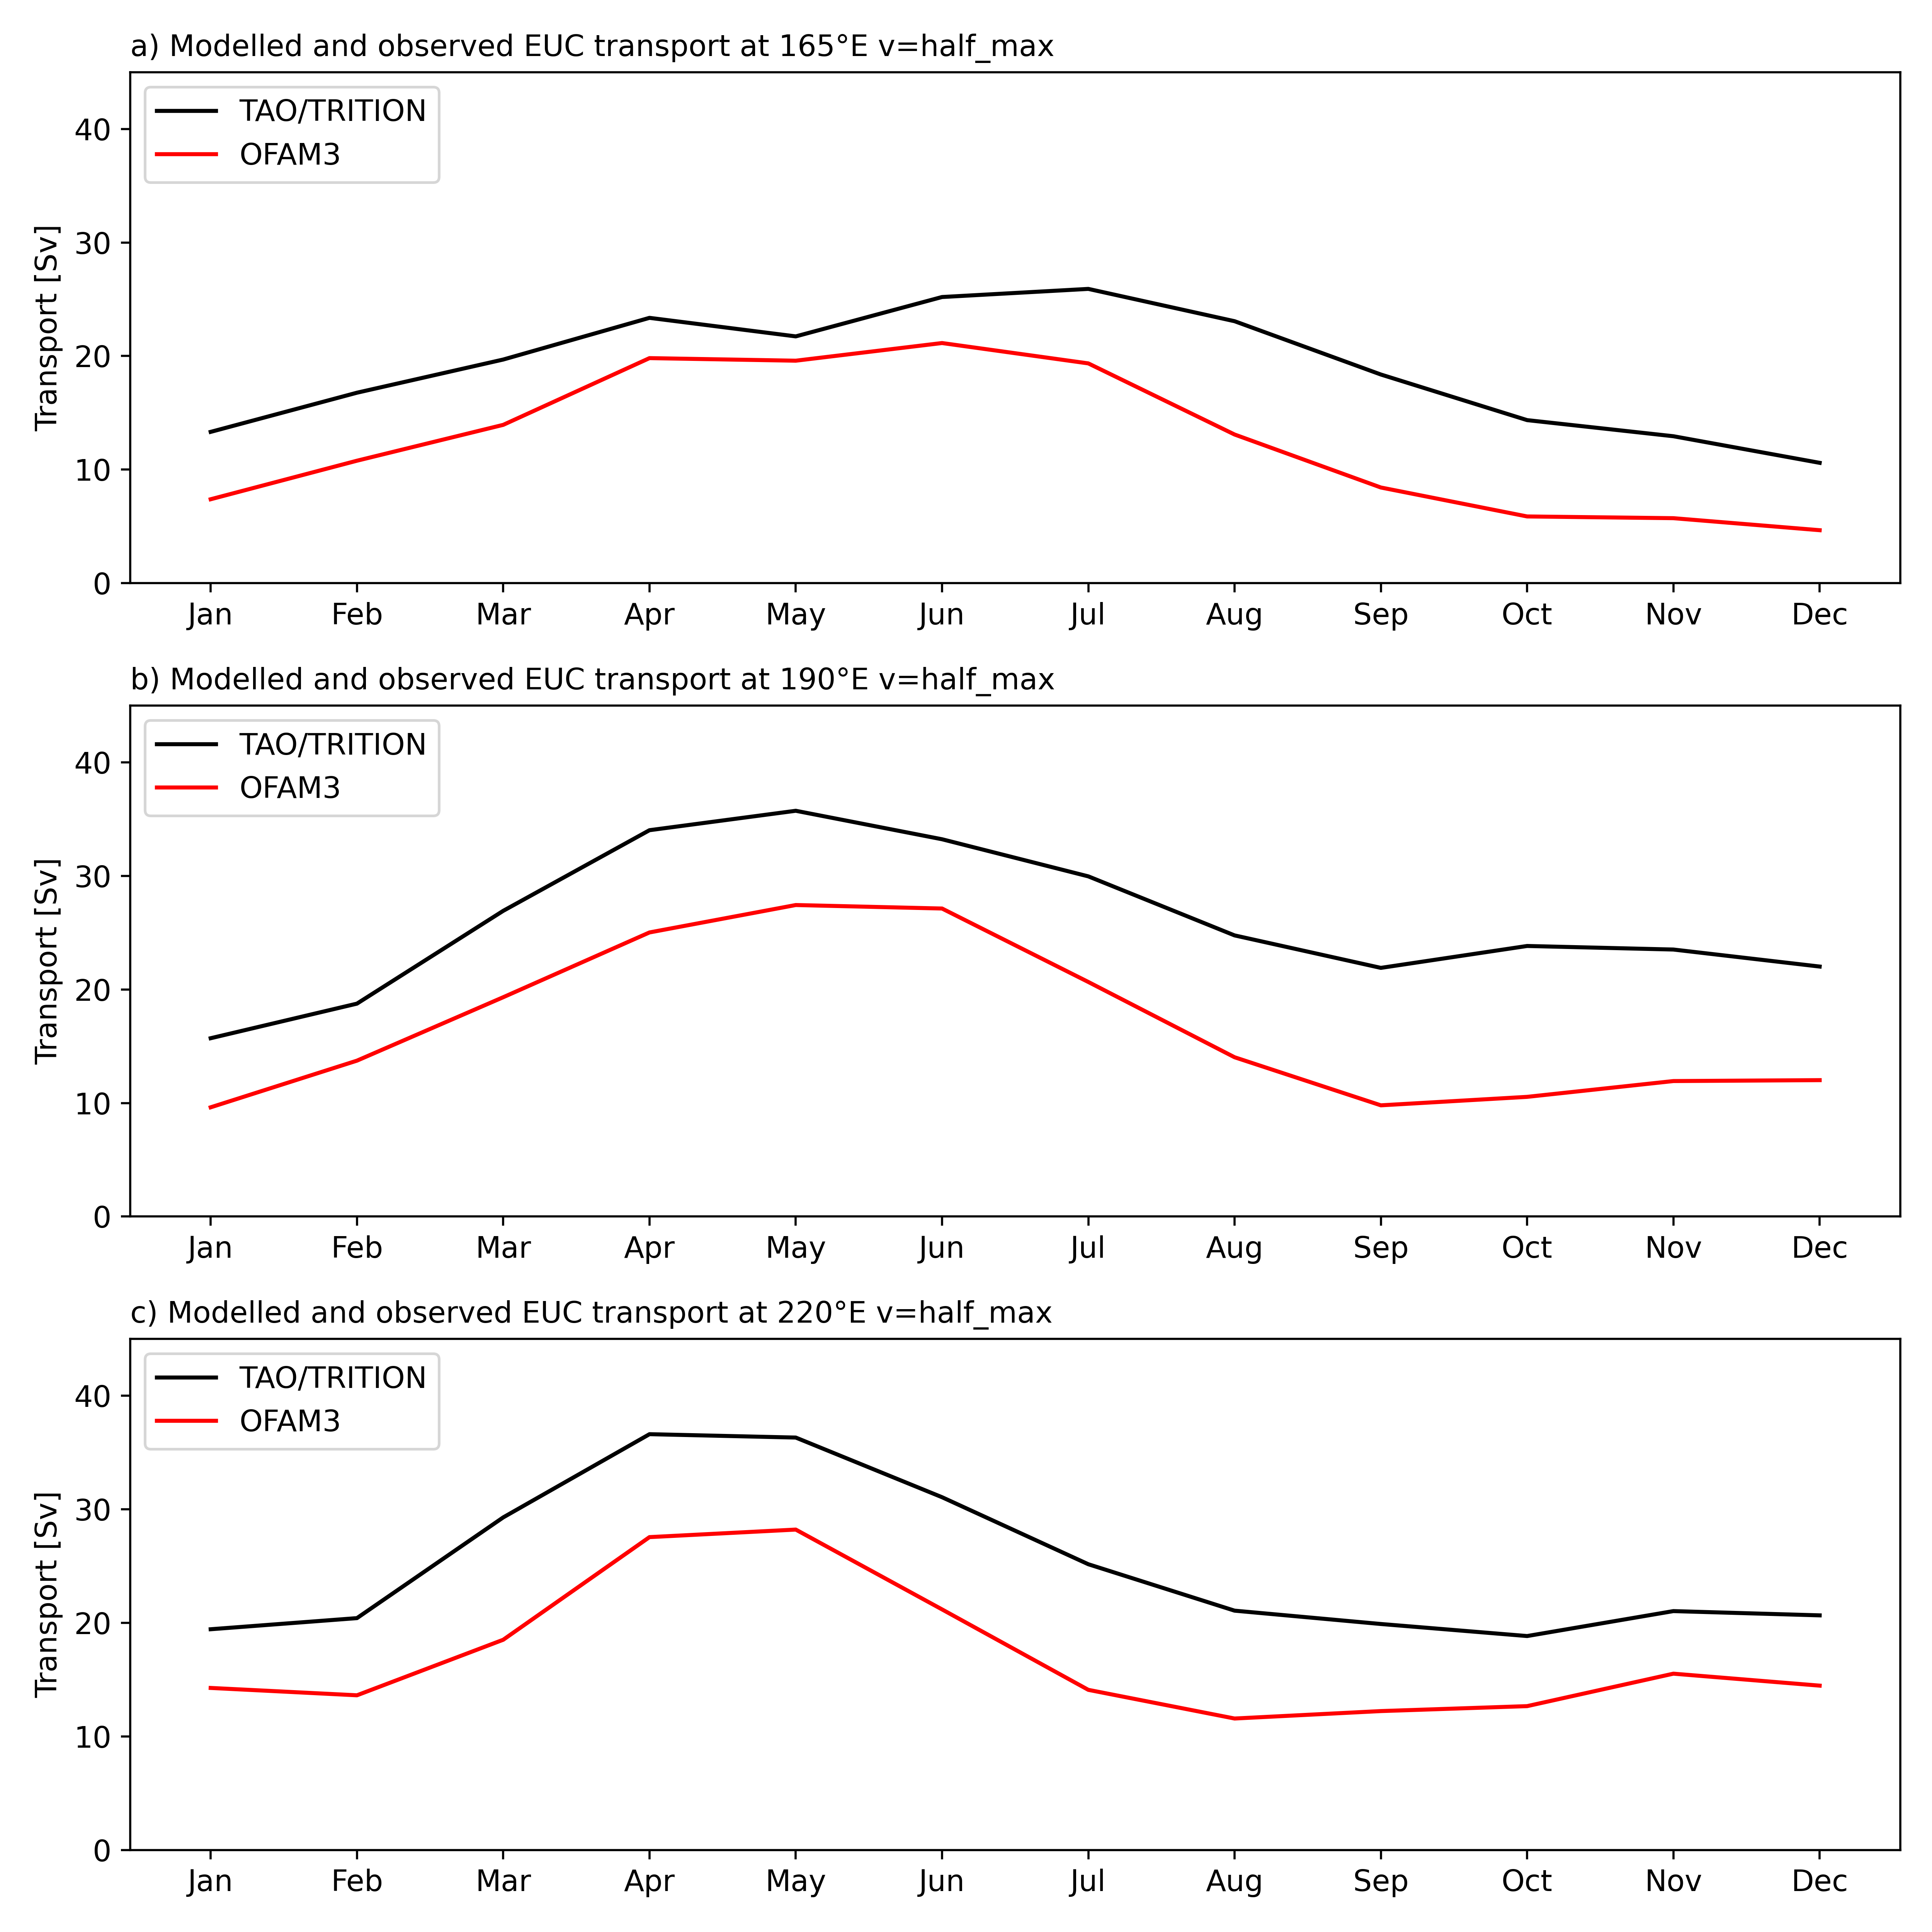 a) Modelled and observed EUC transport at 165°E v=half_max
TAO/TRITION
OFAM3
Transport [Sv]
40
30
20
10
0
Jan Feb Mar Apr May Jun Jul Aug Sep Oct Nov Dec
b) Modelled and observed EUC transport at 190°E v=half_max
TAO/TRITION
OFAM3
Transport [Sv]
40
30
20
10
0
Jan Feb Mar Apr May Jun Jul Aug Sep Oct Nov Dec
c) Modelled and observed EUC transport at 220°E v=half_max
TAO/TRITION
OFAM3
Transport [Sv]
40
30
20
10
0
Jan Feb Mar Apr May Jun Jul Aug Sep Oct Nov Dec